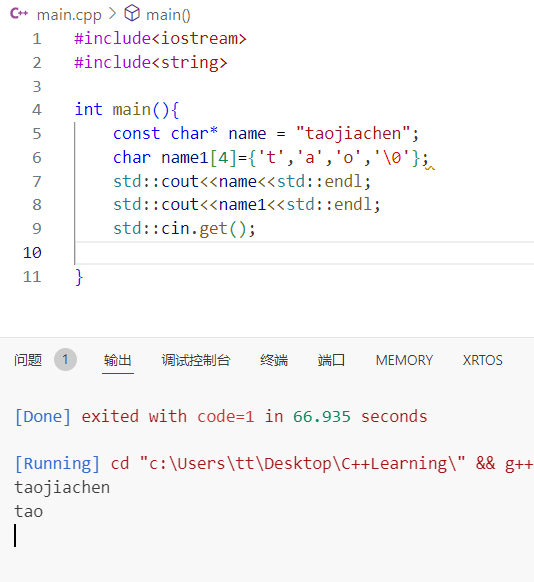 C++ main.cpp > main()
1 #include<iostream>
2 #include<string>
3
4 int main(){
5     const char* name = "taojiachen";
6     char name1[4]={'t','a','o','\0'};
7     std::cout<<name<<std::endl;
8     std::cout<<name1<<std::endl;
9     std::cin.get();
10
11 }
问题 1 输出 调试控制台 终端 端口 MEMORY XRTOS
[Done] exited with code=1 in 66.935 seconds
[Running] cd "c:\Users\tt\Desktop\C++Learning\" && g++
taojiachen
tao